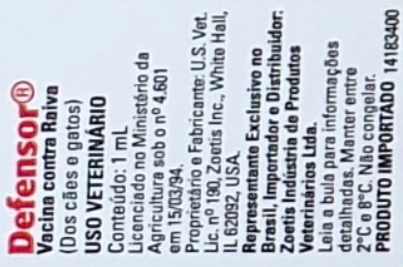 Defensor®
Vacina contra Raiva
(Dos cães e gatos)
USO VETERINÁRIO
Conteúdo: 1 mL
Licenciado no Ministério da
Agricultura sob o nº 4.601
em 15/03/94.
Proprietário e Fabricante: U.S. Vet.
Lic. nº 190, Zoetis Inc., White Hall,
IL 62092, USA.
Representante Exclusivo no
Brasil, Importador e Distribuidor:
Zoetis Indústria de Produtos
Veterinários Ltda.
Leia a bula para informações
detalhadas. Manter entre
2°C e 8°C. Não congelar.
PRODUTO IMPORTADO 14183400